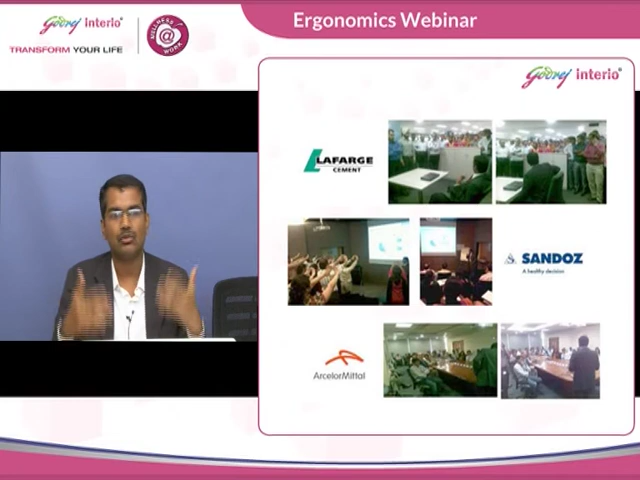 Godrej interio
TRANSFORM YOUR LIFE
WELLNESS @ WORK
Ergonomics Webinar
Godrej interio
LAFARGE
CEMENT
SANDOZ
A healthy decision
ArcelorMittal